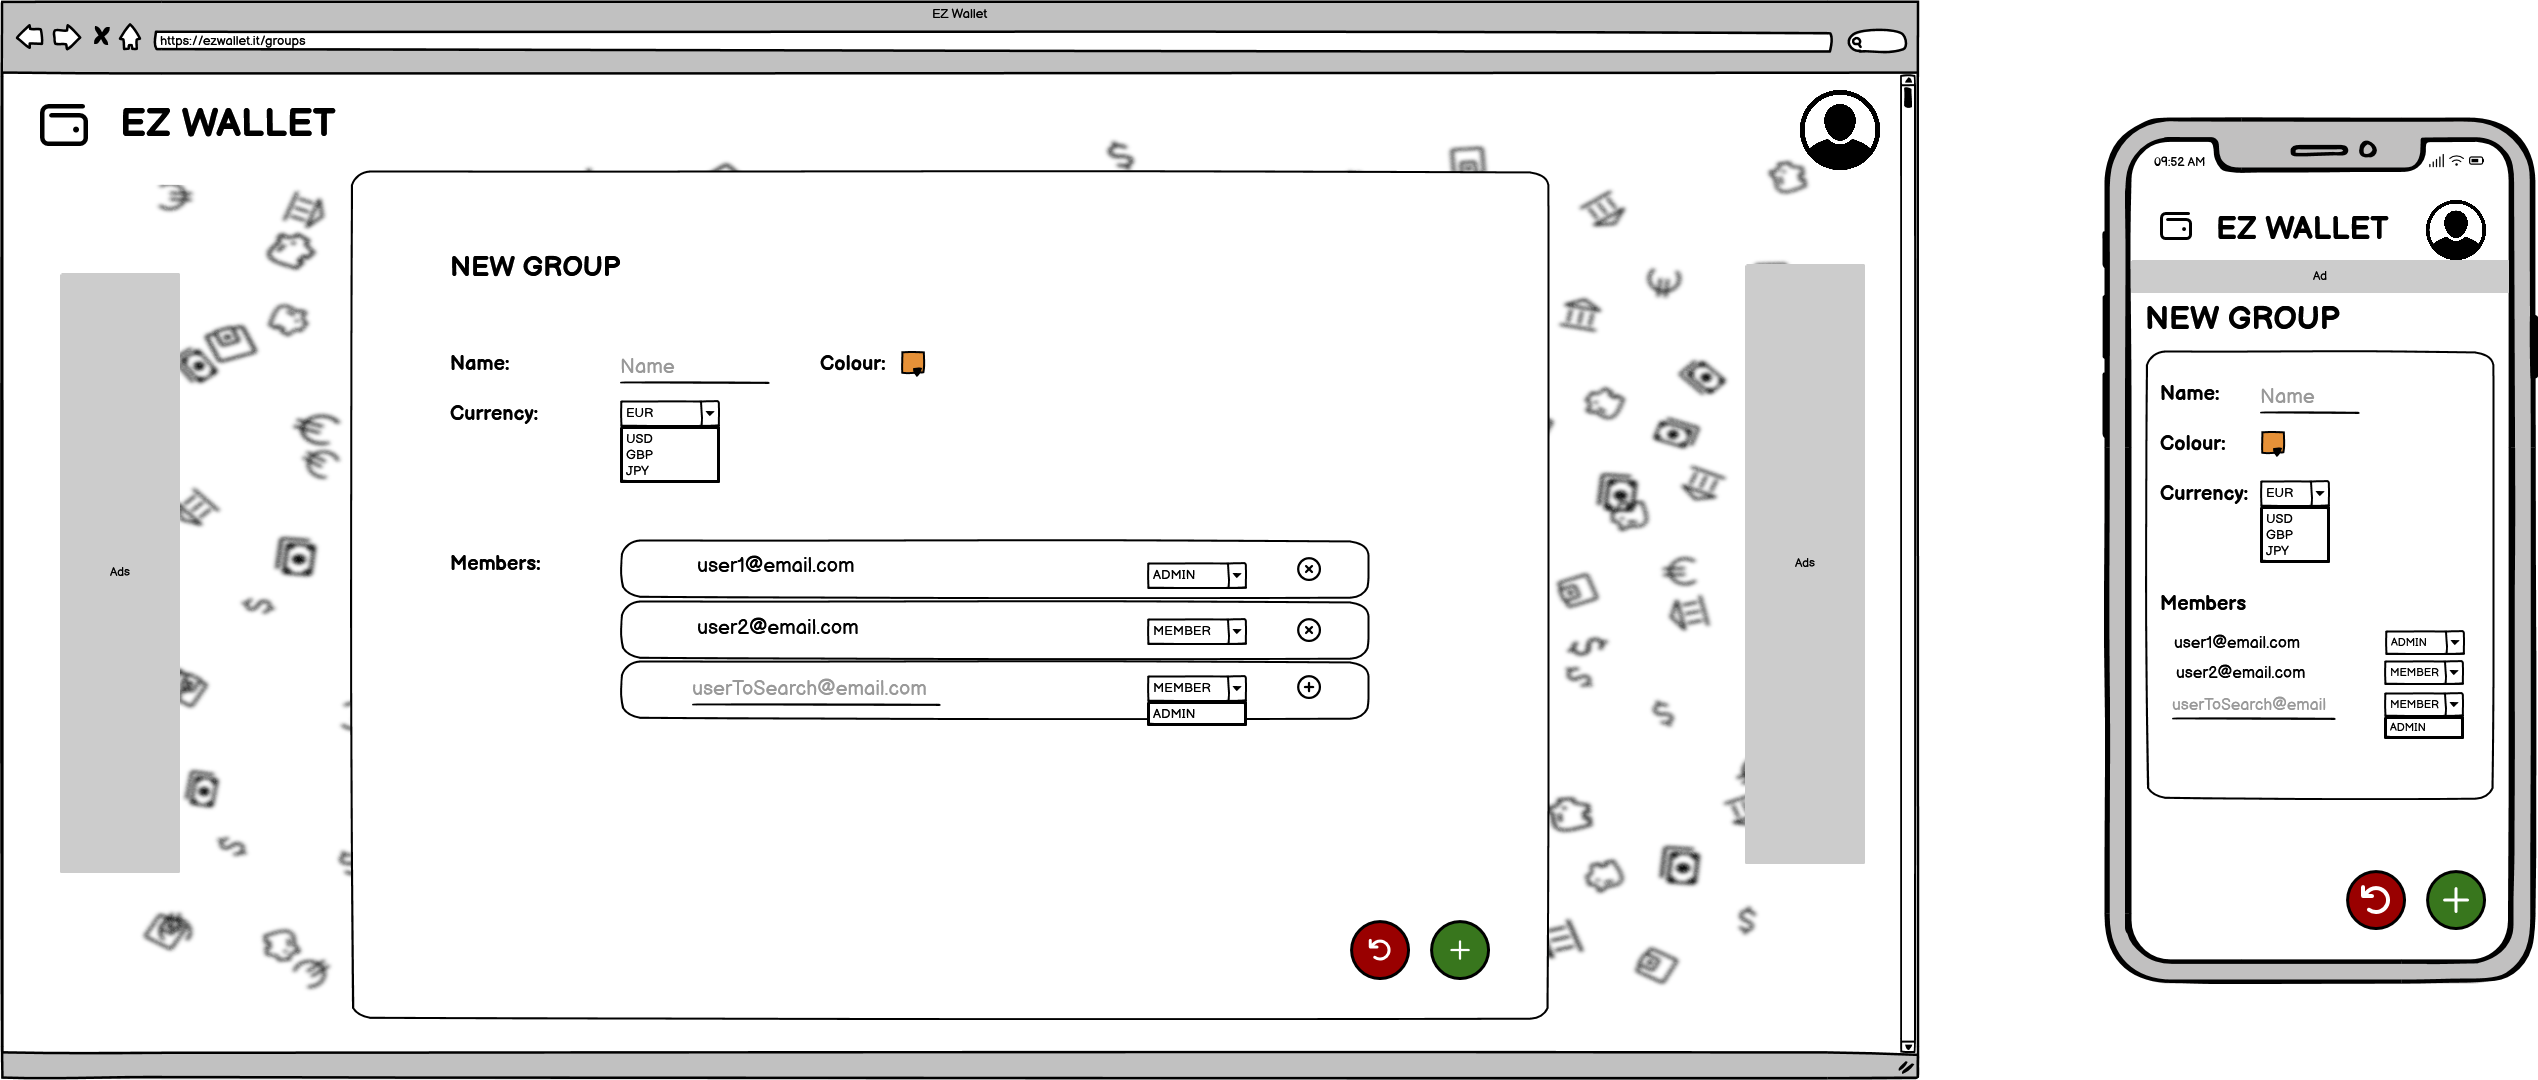 EZ Wallet
https://ezwallet.it/groups
EZ WALLET
NEW GROUP
Name: Name Colour:
Currency: EUR
USD
GBP
JPY
Ads
Ads
Members: user1@email.com ADMIN
user2@email.com MEMBER
userToSearch@email.com MEMBER
ADMIN
09:52 AM
EZ WALLET
Ad
NEW GROUP
Name: Name
Colour:
Currency: EUR
USD
GBP
JPY
Members
user1@email.com ADMIN
user2@email.com MEMBER
userToSearch@email MEMBER
ADMIN